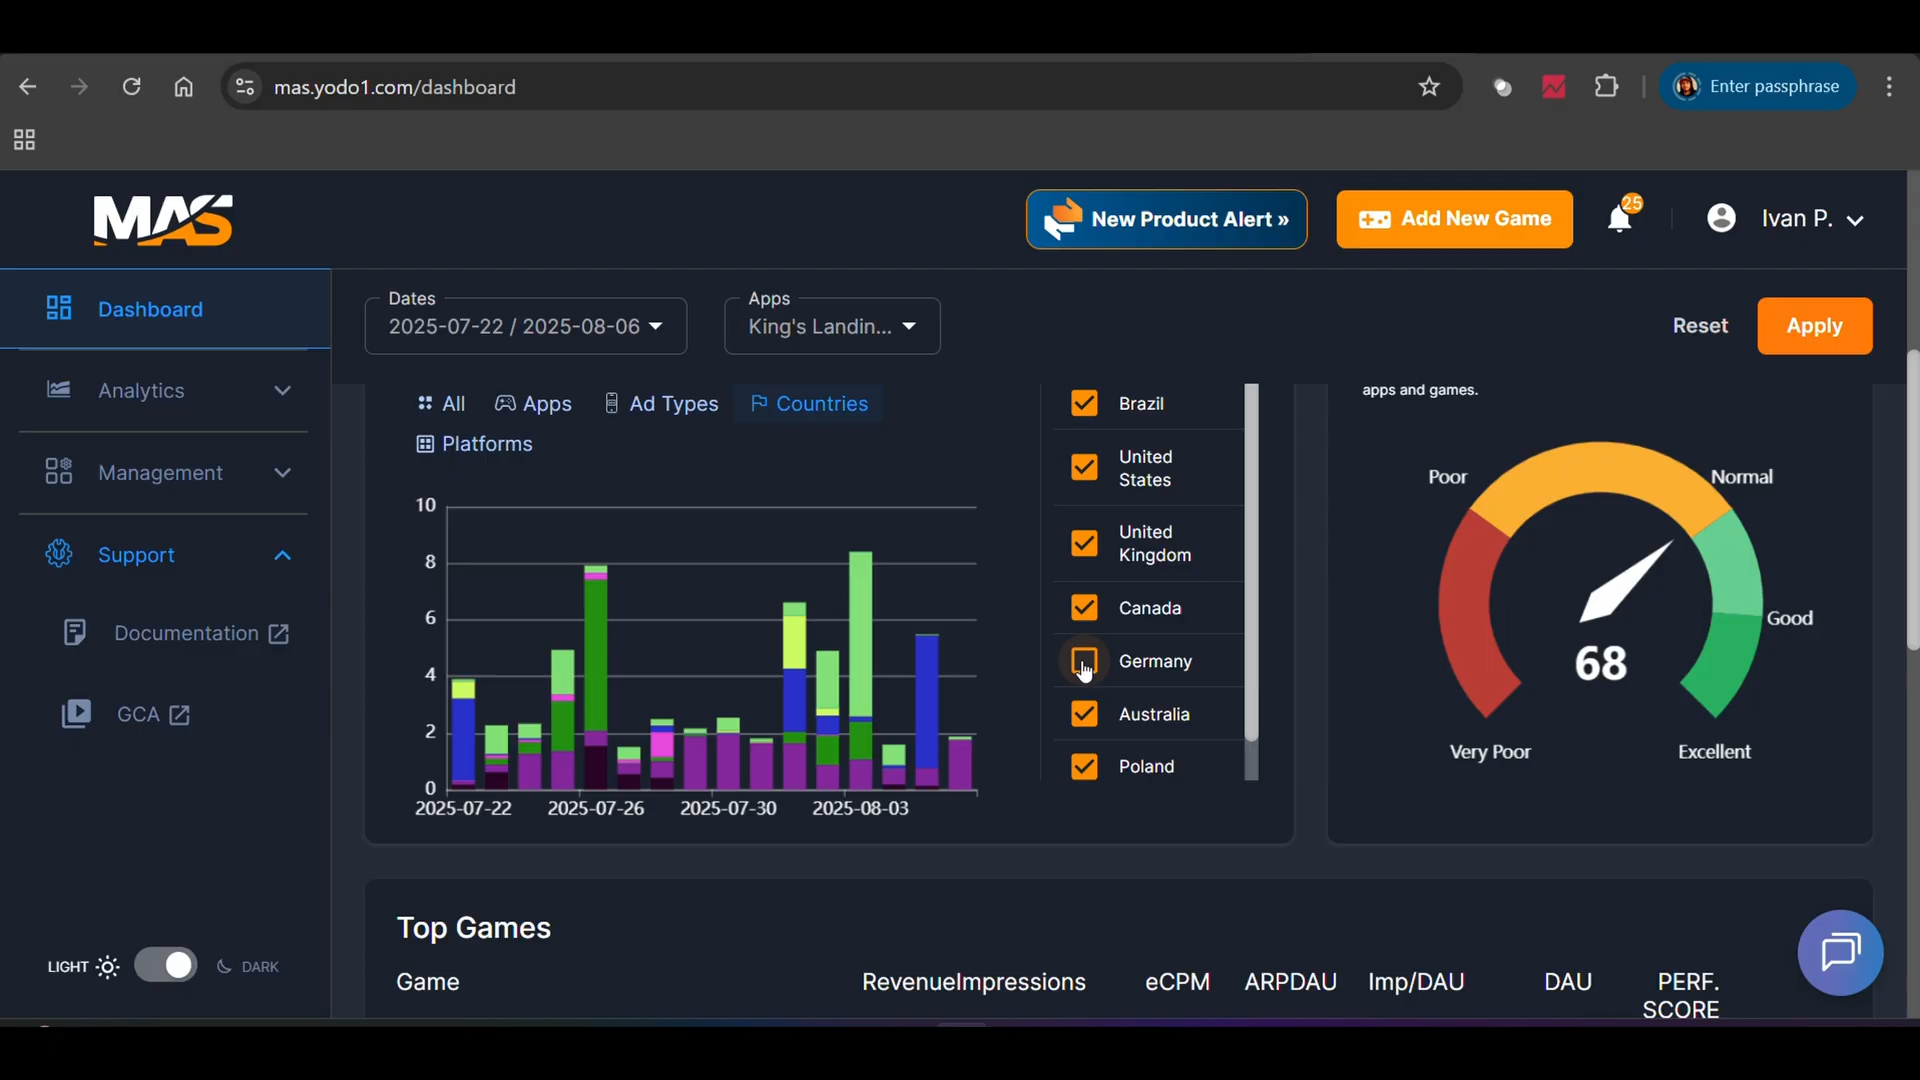 mas.yodo1.com/dashboard
Enter passphrase
MAS
New Product Alert »
Add New Game
25
Ivan P.
Dashboard
Analytics
Management
Support
Documentation
GCA
LIGHT
DARK
Dates
2025-07-22 / 2025-08-06
Apps
King's Landin...
Reset
Apply
All
Apps
Ad Types
Countries
Platforms
10
8
6
4
2
0
2025-07-22
2025-07-26
2025-07-30
2025-08-03
Brazil
United
States
United
Kingdom
Canada
Germany
Australia
Poland
apps and games.
Poor
Normal
Good
68
Very Poor
Excellent
Top Games
Game
Revenue
Impressions
eCPM
ARPDAU
Imp/DAU
DAU
PERF.
SCORE